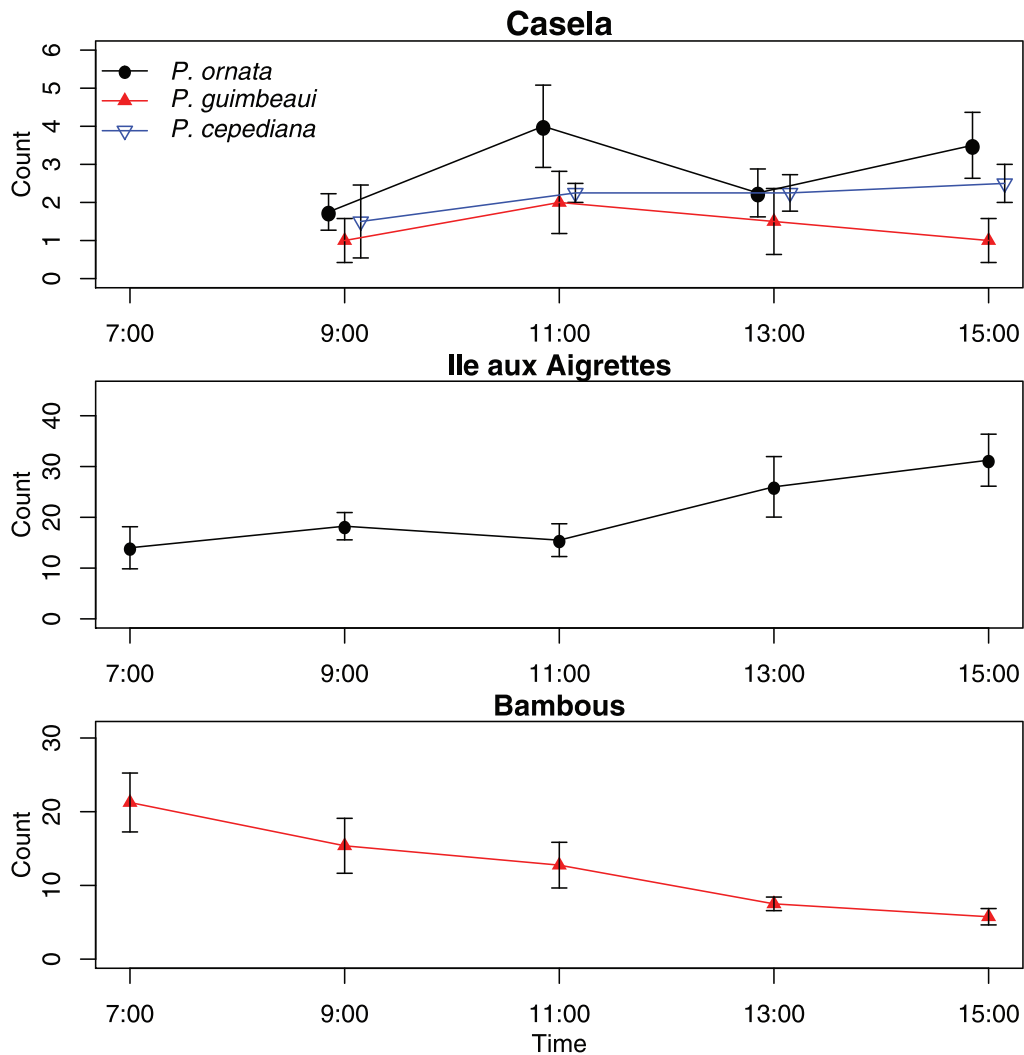 Casela
6
5
4
3
2
1
0
Count
P. ornata
P. guimbeaui
P. cepediana
7:00 9:00 11:00 13:00 15:00
Ile aux Aigrettes
40
30
20
10
0
Count
7:00 9:00 11:00 13:00 15:00
Bambous
30
20
10
0
Count
7:00 9:00 11:00 13:00 15:00
Time